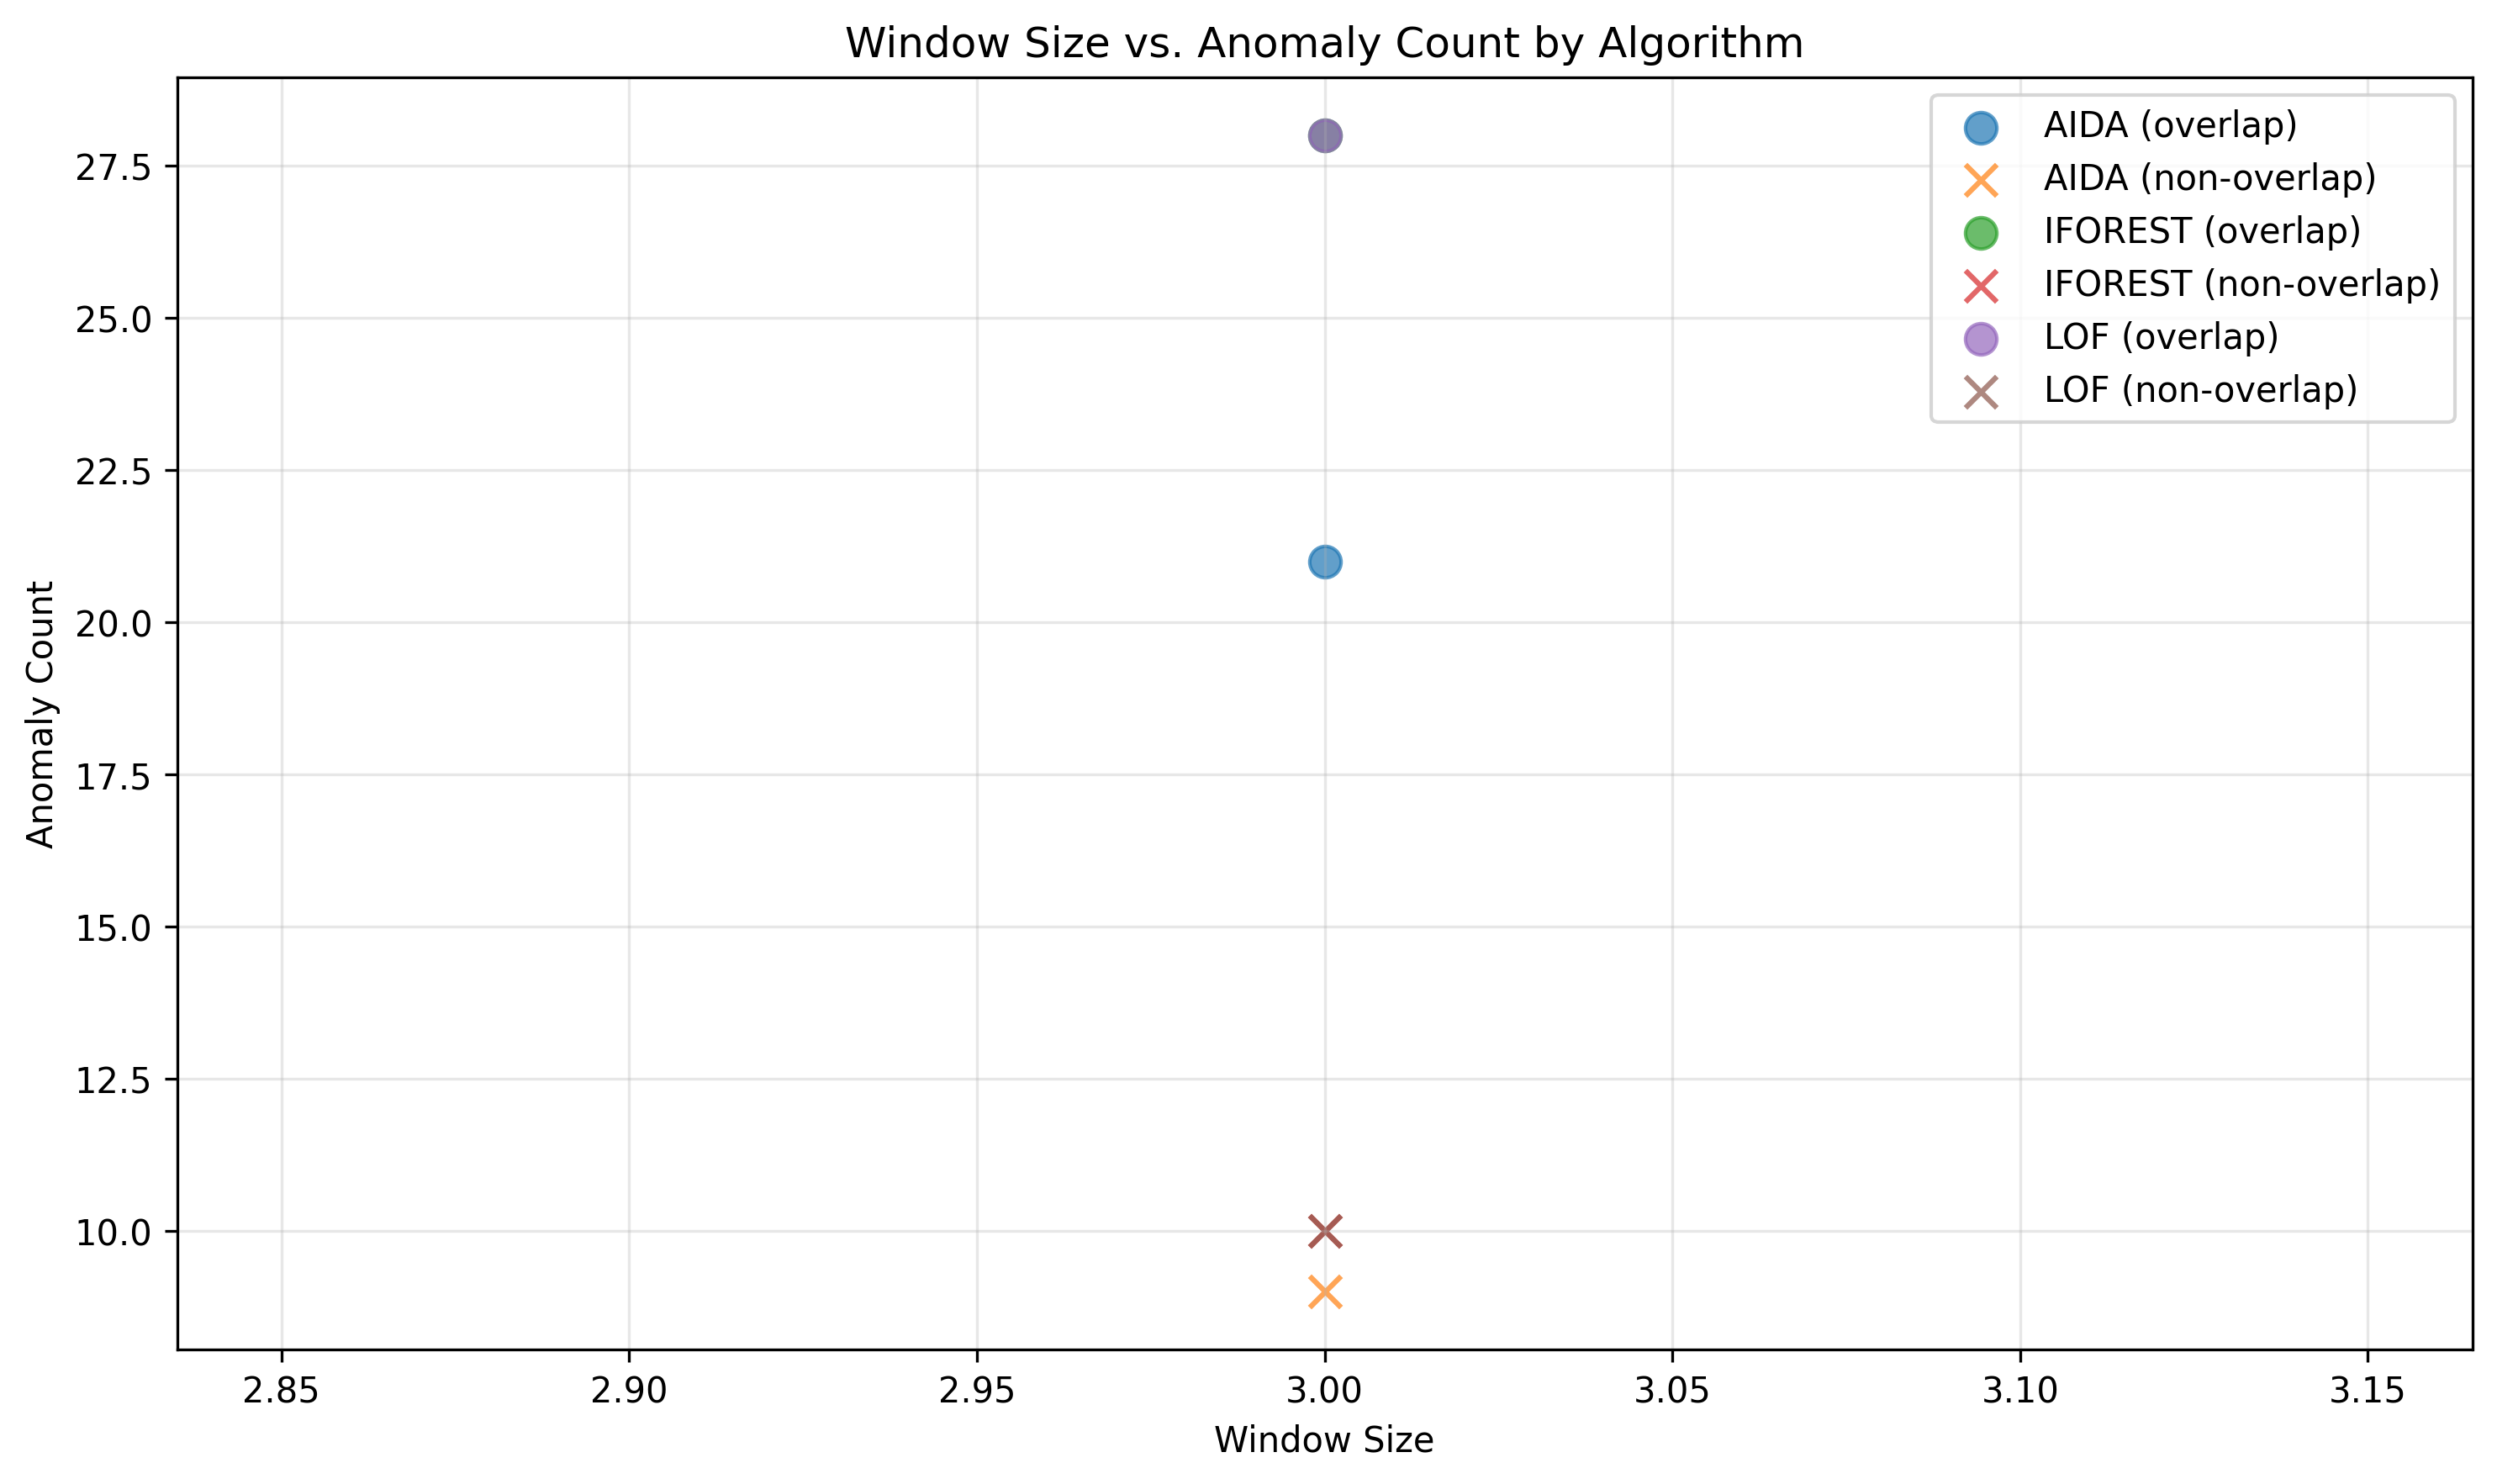 Window Size vs. Anomaly Count by Algorithm
AIDA (overlap)
AIDA (non-overlap)
IFOREST (overlap)
IFOREST (non-overlap)
LOF (overlap)
LOF (non-overlap)
Anomaly Count
27.5
25.0
22.5
20.0
17.5
15.0
12.5
10.0
2.85 2.90 2.95 3.00 3.05 3.10 3.15
Window Size